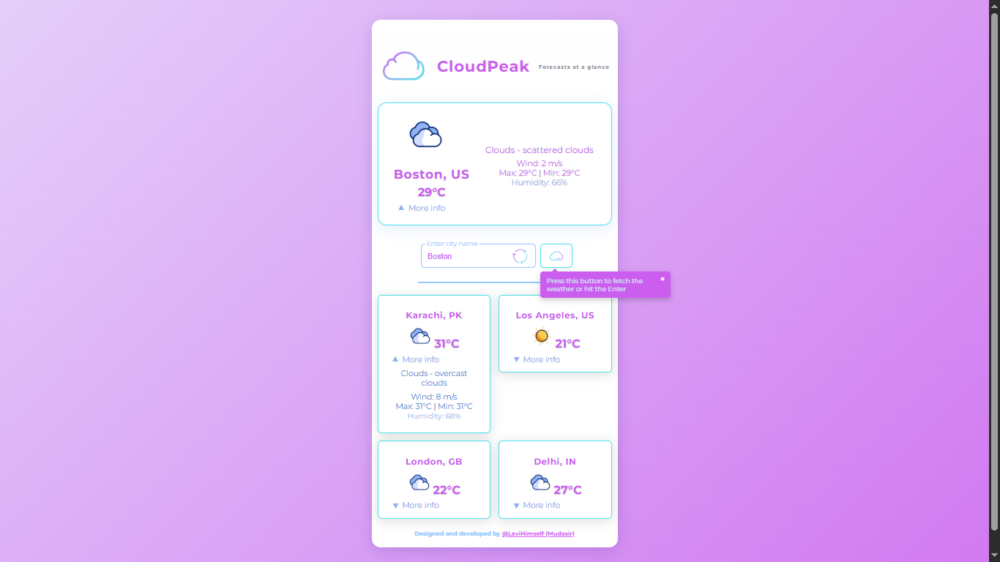 CloudPeak
Forecasts at a glance
Boston, US
29°C
▲ More info
Clouds - scattered clouds
Wind: 2 m/s
Max: 29°C | Min: 29°C
Humidity: 66%
Enter city name
Boston
Press this button to fetch the
weather or hit the Enter
Karachi, PK
31°C
▲ More info
Clouds - overcast
clouds
Wind: 8 m/s
Max: 31°C | Min: 31°C
Humidity: 68%
Los Angeles, US
21°C
▼ More info
London, GB
22°C
▼ More info
Delhi, IN
27°C
▼ More info
Designed and developed by @LeviHimself (Mudasir)